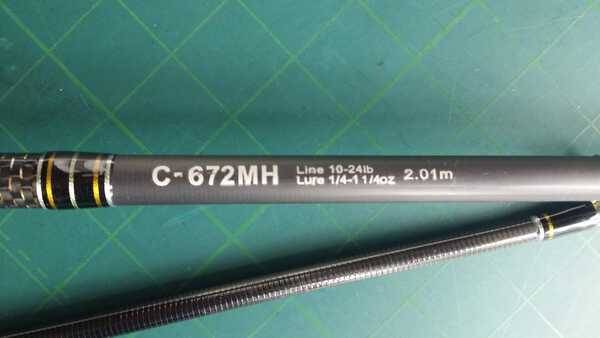 C-672MH Line 10-24lb
Lure 1/4-1 1/4oz 2.01m